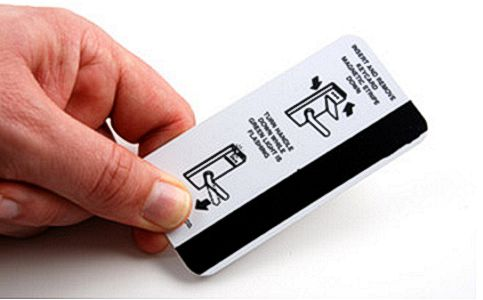 INSERT AND REMOVE
KEYCARD
MAGNETIC STRIPE
DOWN
TURN HANDLE
DOWN WHILE
GREEN LIGHT IS
FLASHING